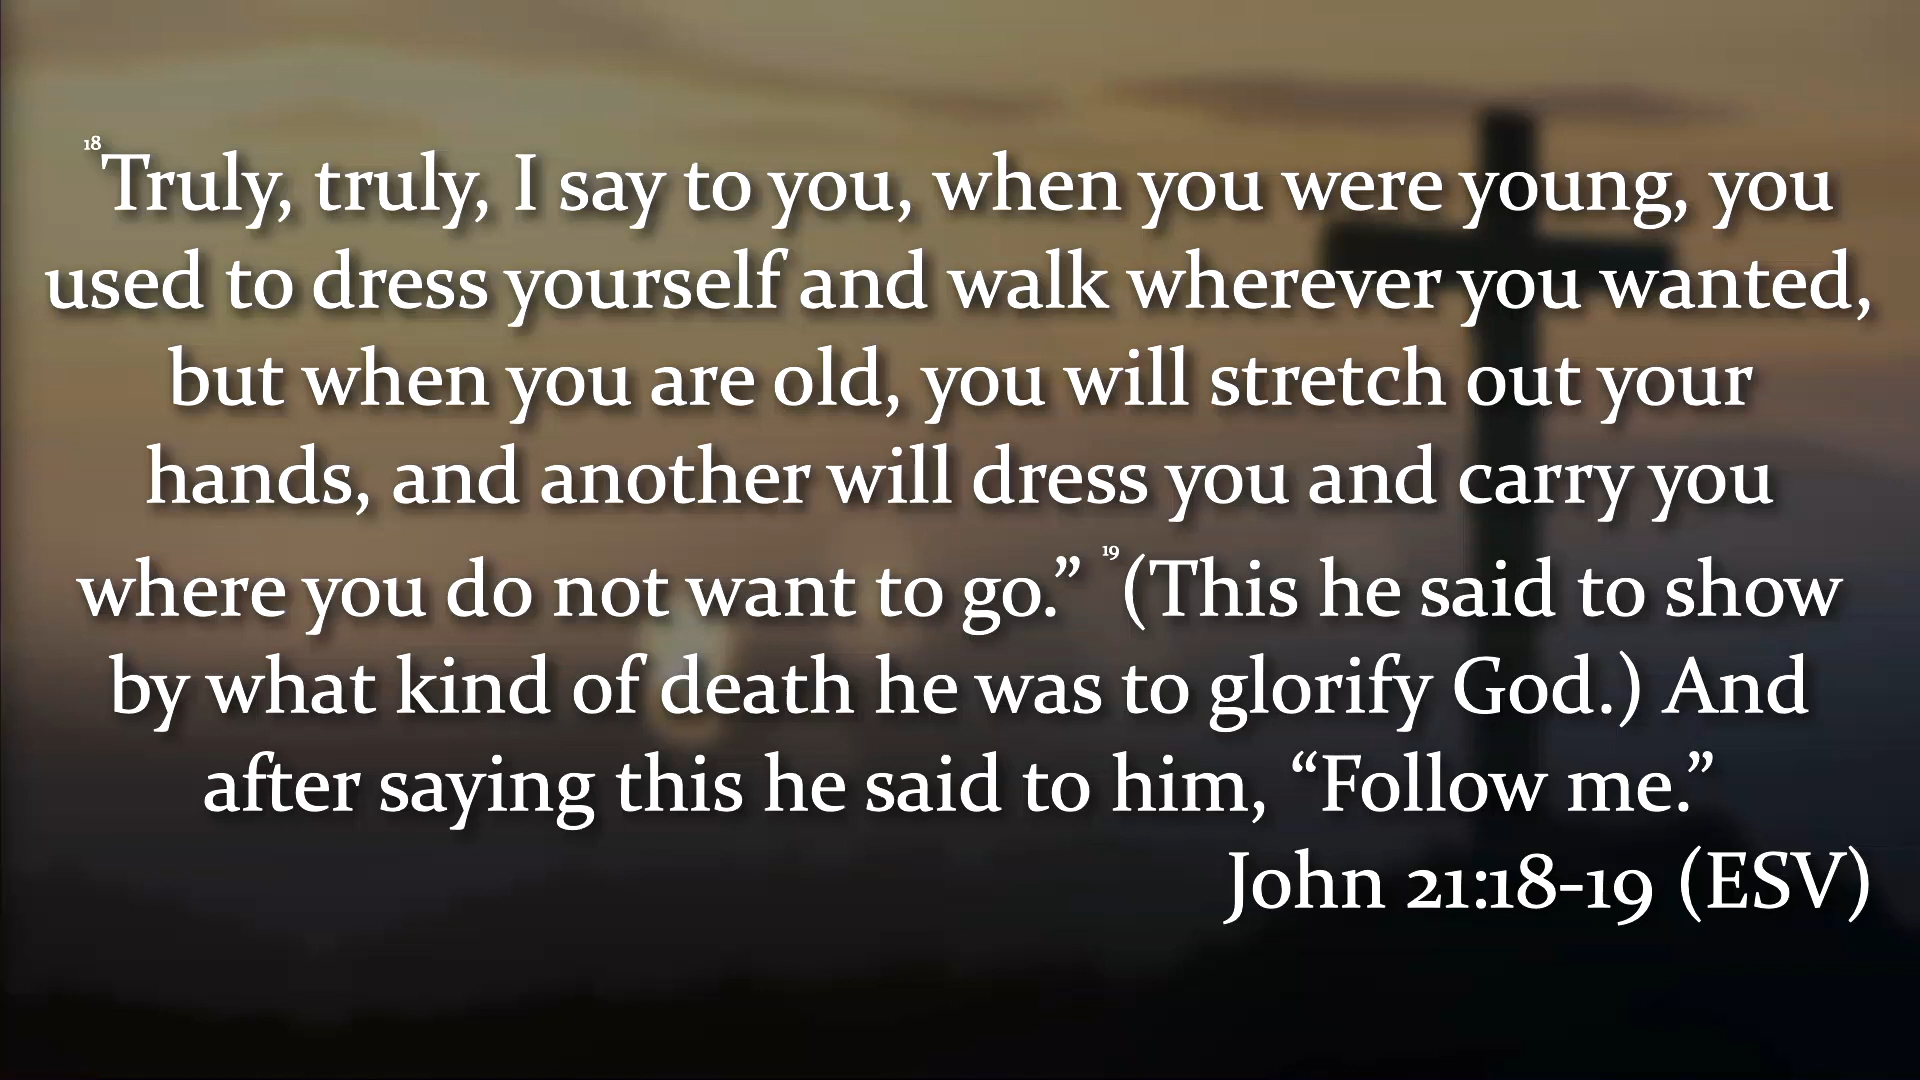 18Truly, truly, I say to you, when you were young, you
used to dress yourself and walk wherever you wanted,
but when you are old, you will stretch out your
hands, and another will dress you and carry you
where you do not want to go.” 19(This he said to show
by what kind of death he was to glorify God.) And
after saying this he said to him, “Follow me.”
John 21:18-19 (ESV)